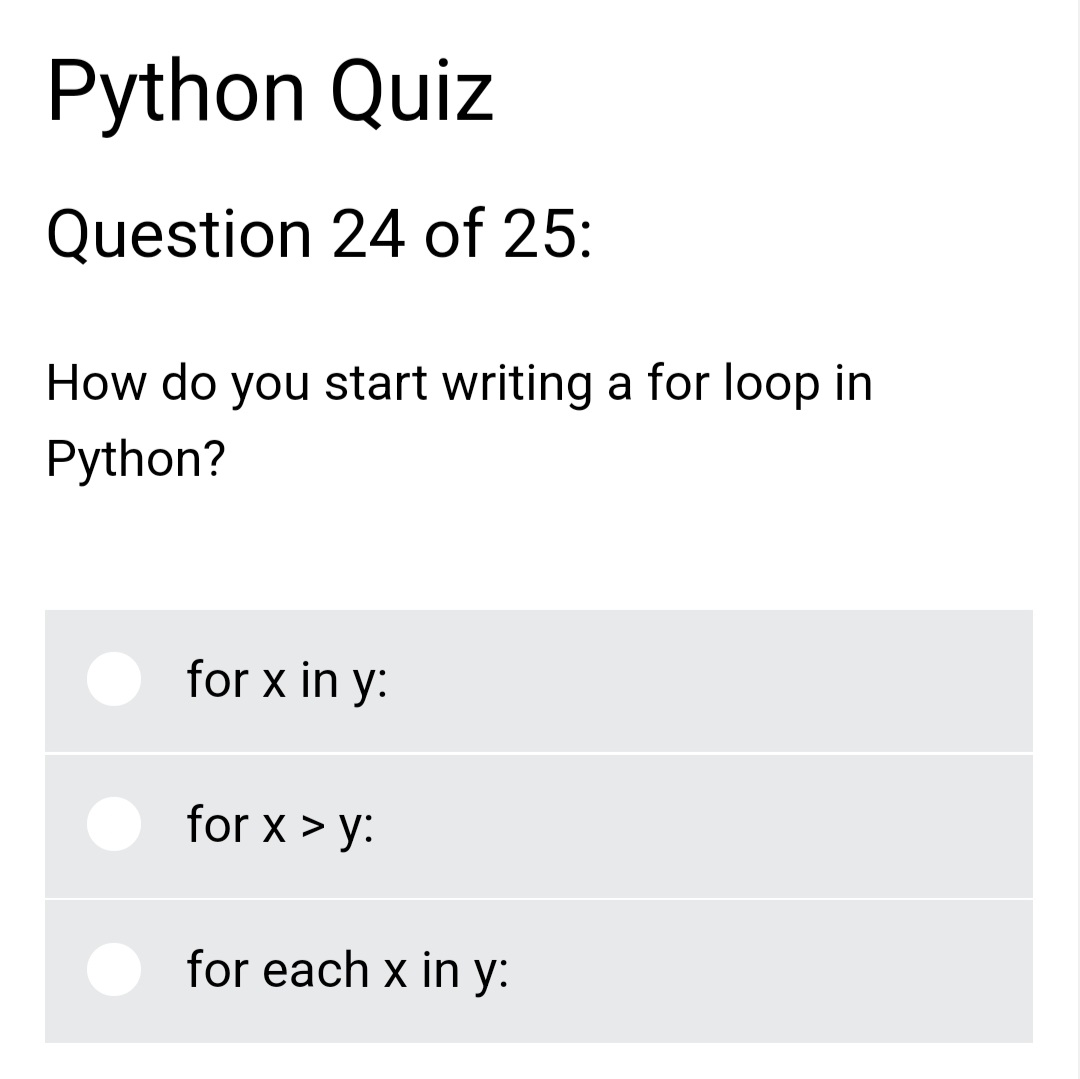 Python Quiz
Question 24 of 25:
How do you start writing a for loop in
Python?
for x in y:
for x > y:
for each x in y: